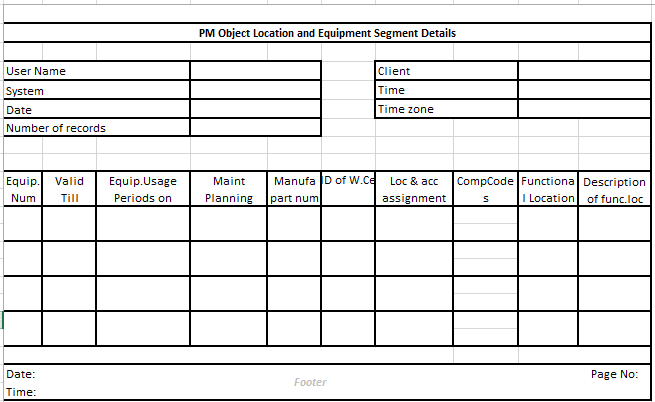 PM Object Location and Equipment Segment Details
User Name
Client
System
Time
Date
Time zone
Number of records
Equip. Valid Equip.Usage Maint Manufa ID of W.Ce Loc & acc CompCode Functiona Description
Num Till Periods on Planning part num assignment s l Location of func.loc
Date:
Page No:
Footer
Time: